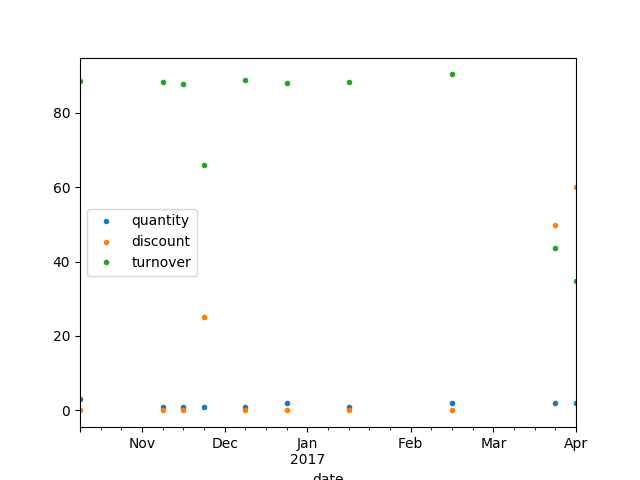 80
60
40
20
0
quantity
discount
turnover
Nov
Dec
Jan
2017
Feb
Mar
Apr
date